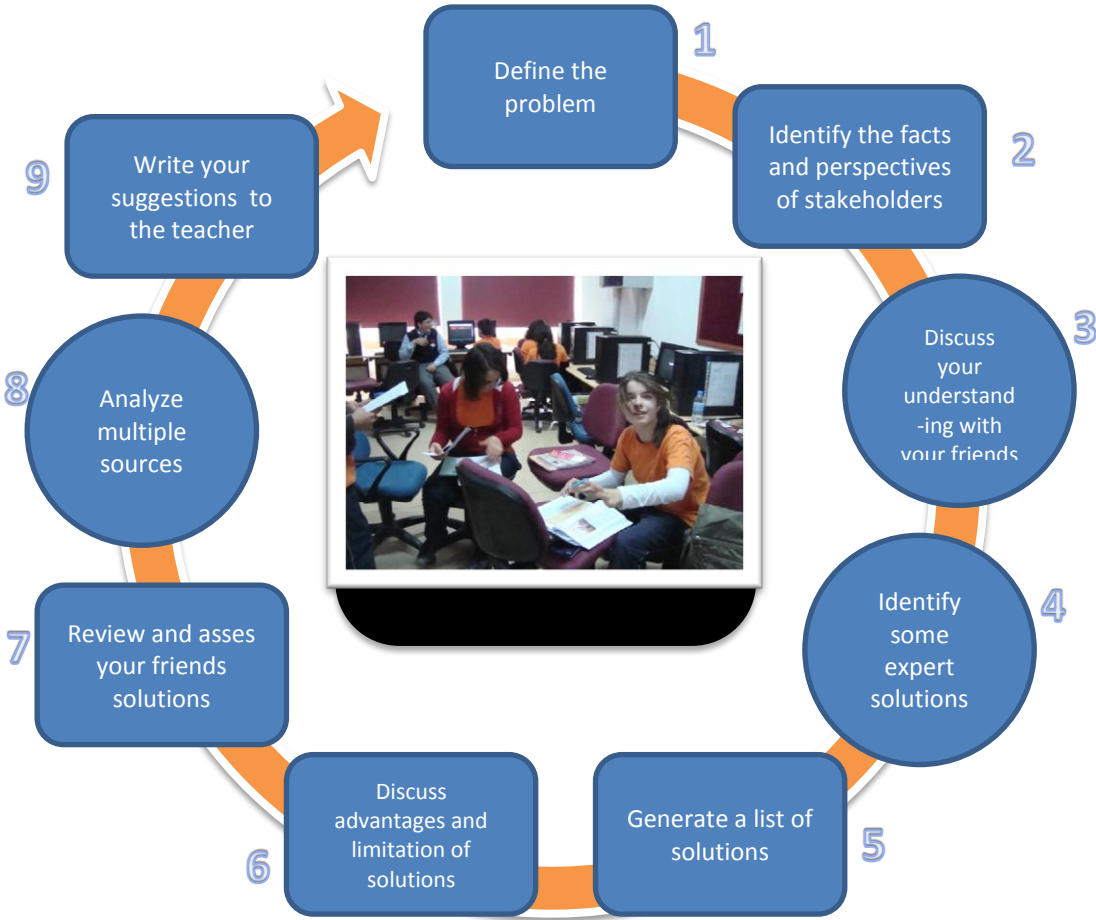 1
Define the
problem
2
Identify the facts
and perspectives
of stakeholders
3
Discuss
your
understand
-ing with
your friends
4
Identify
some
expert
solutions
5
Generate a list of
solutions
6
Discuss
advantages and
limitation of
solutions
7
Review and asses
your friends
solutions
8
Analyze
multiple
sources
9
Write your
suggestions to
the teacher